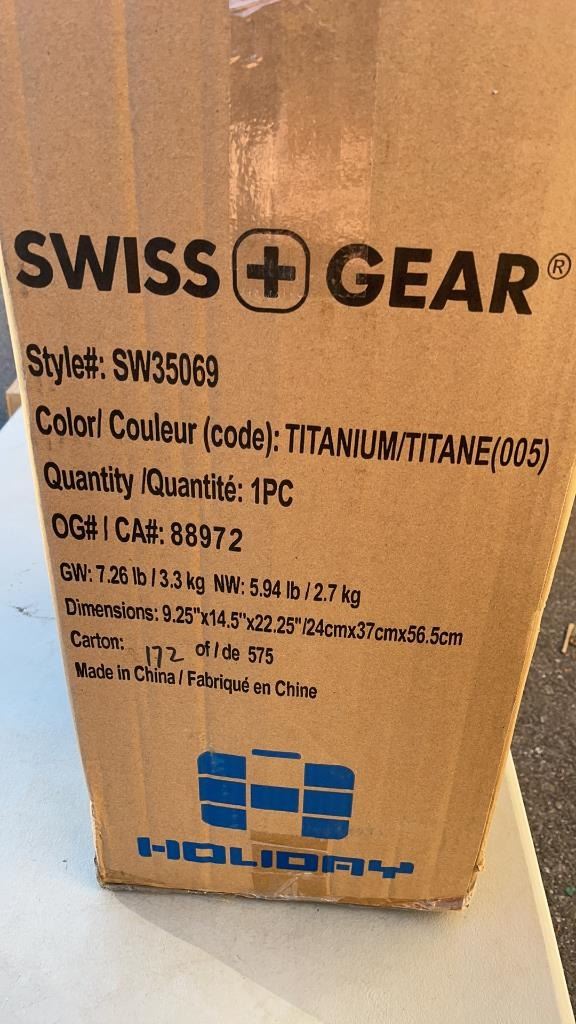 SWISS GEAR®
Style#: SW35069
Color/ Couleur (code): TITANIUM/TITANE(005)
Quantity /Quantité: 1PC
OG# / CA#: 88972
GW: 7.26 lb / 3.3 kg NW: 5.94 lb / 2.7 kg
Dimensions: 9.25"x14.5"x22.25"/24cmx37cmx56.5cm
Carton: 172 of / de 575
Made in China / Fabriqué en Chine
HOLIDAY